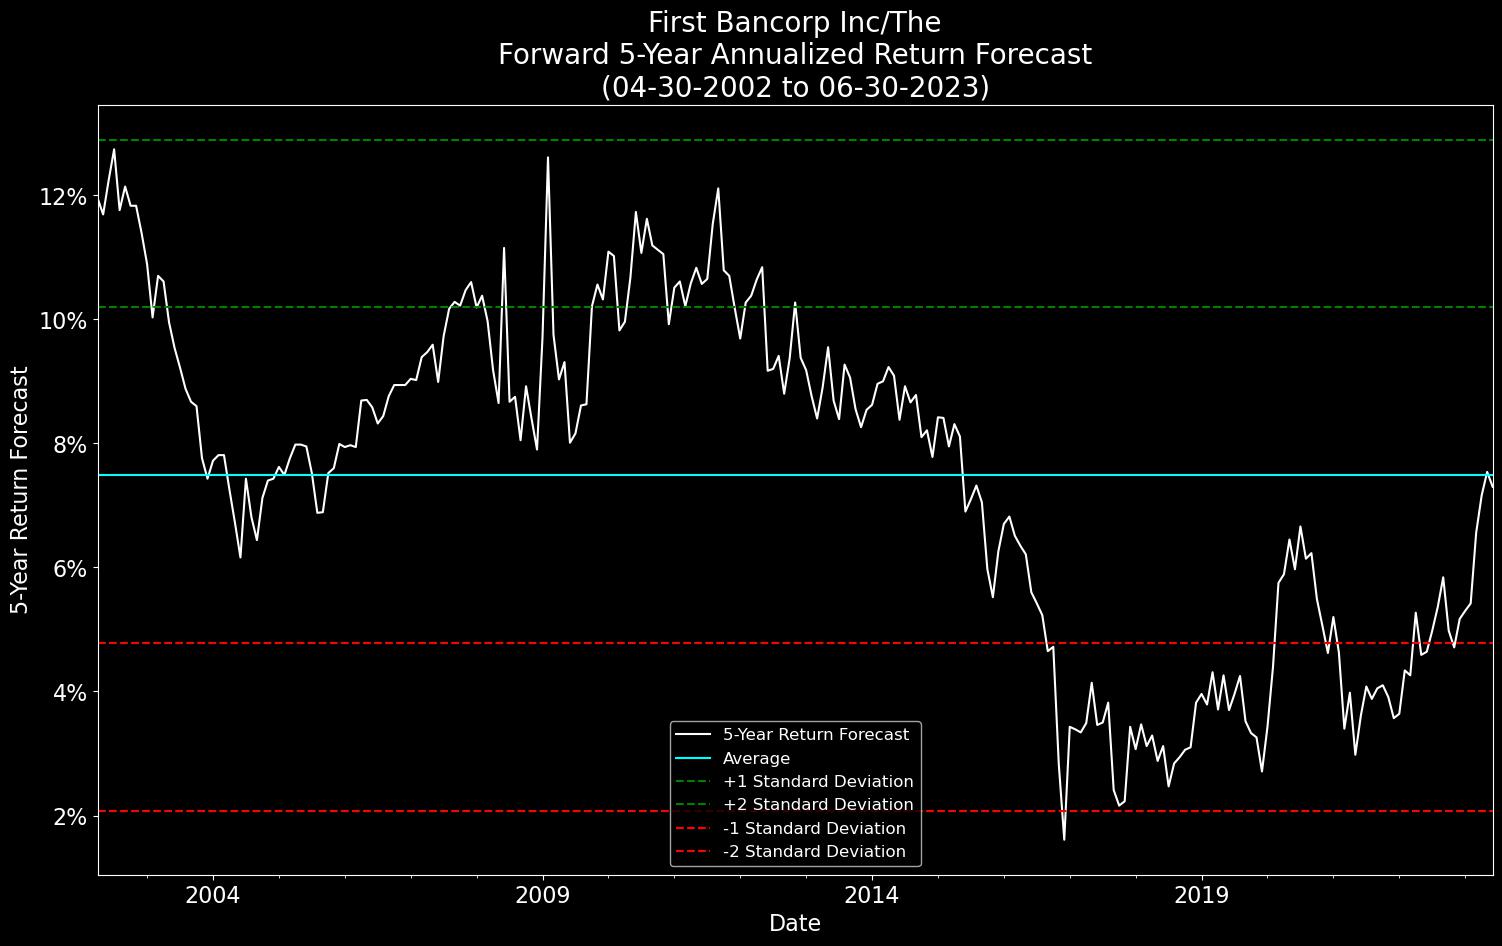 First Bancorp Inc/The
Forward 5-Year Annualized Return Forecast
(04-30-2002 to 06-30-2023)
5-Year Return Forecast
12%
10%
8%
6%
4%
2%
5-Year Return Forecast
Average
+1 Standard Deviation
+2 Standard Deviation
-1 Standard Deviation
-2 Standard Deviation
2004
2009
2014
2019
Date